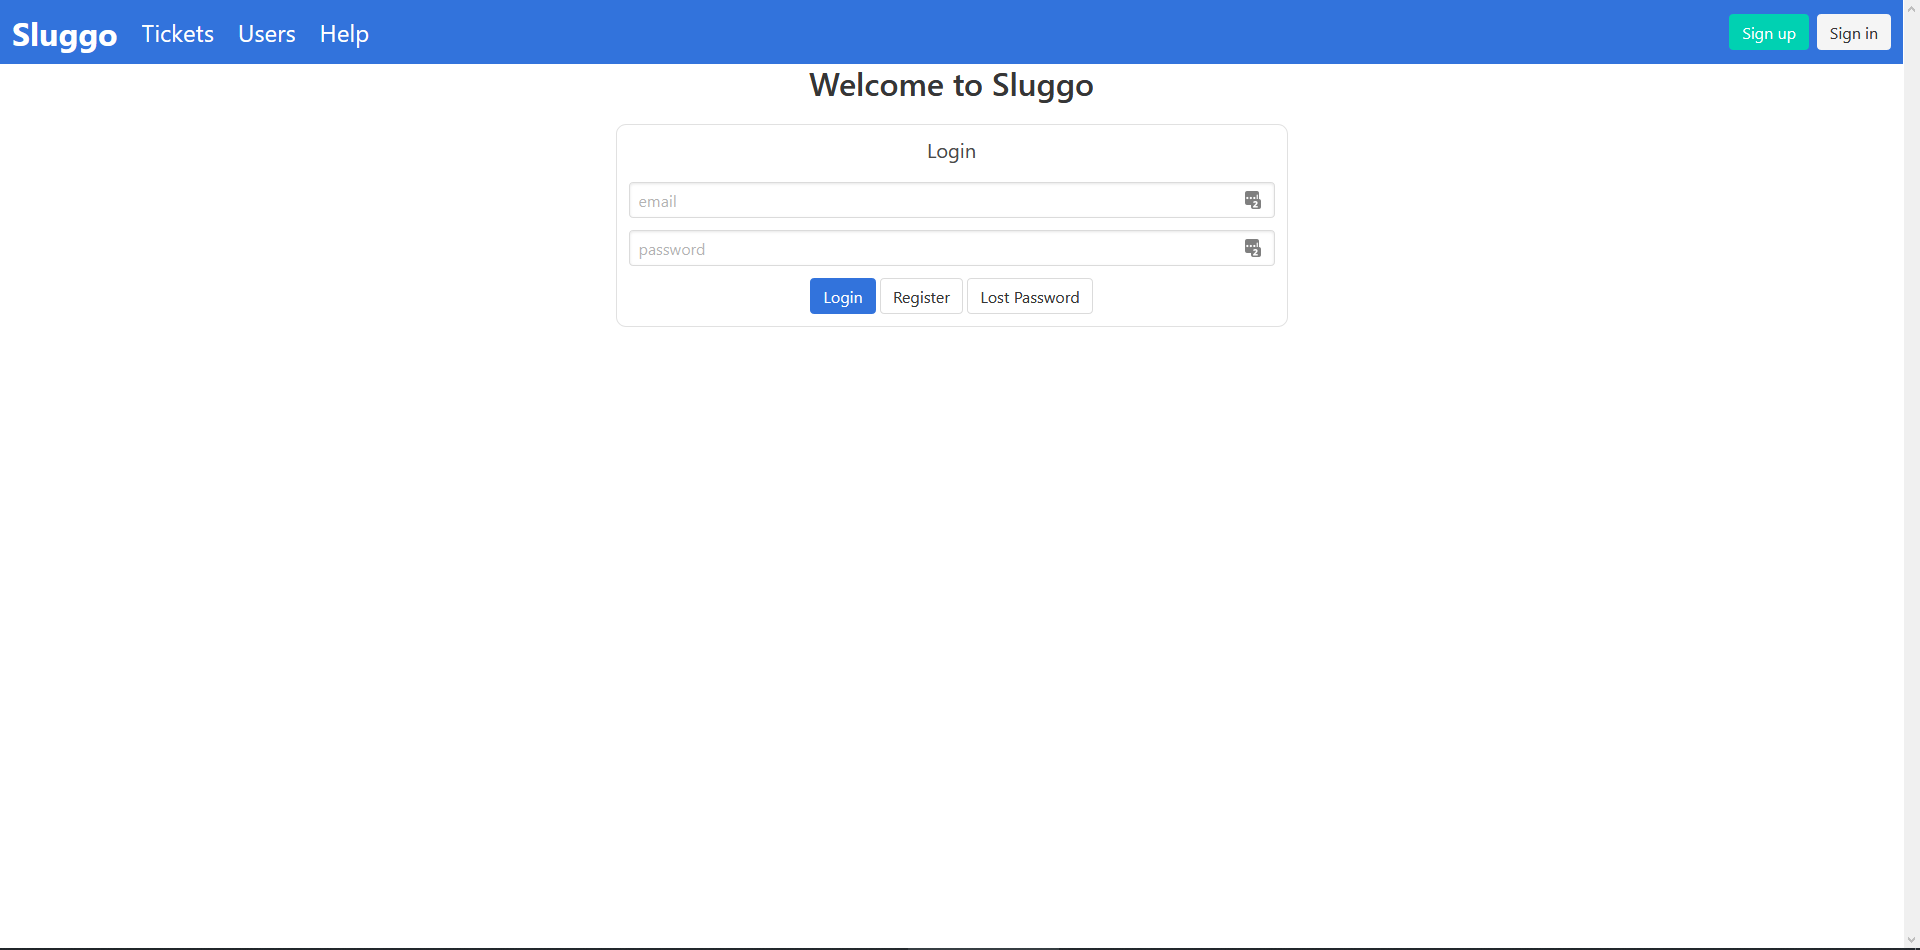 Sluggo Tickets Users Help Sign up Sign in
Welcome to Sluggo
Login
email
password
Login Register Lost Password